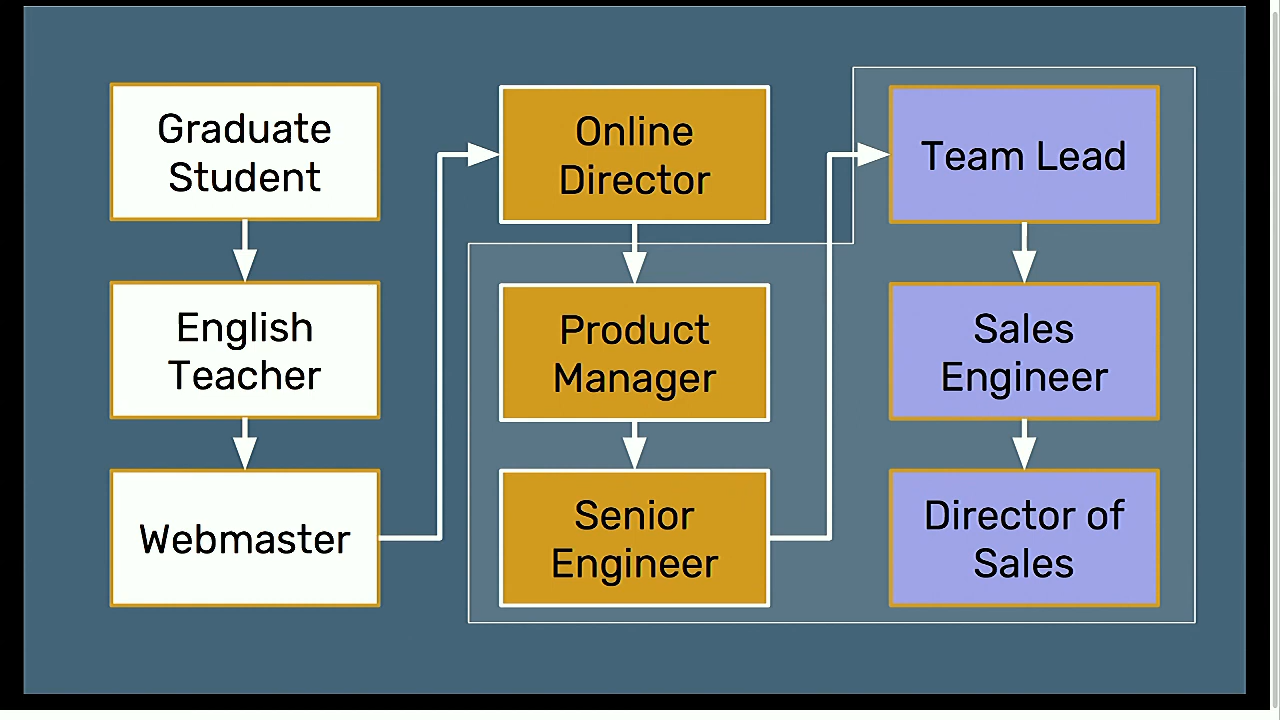 Graduate
Student
English
Teacher
Webmaster
Online
Director
Product
Manager
Senior
Engineer
Team Lead
Sales
Engineer
Director of
Sales